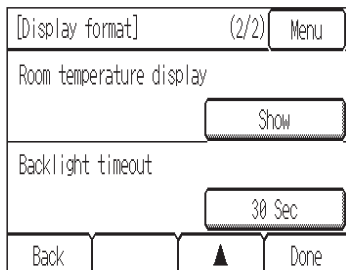 [Display format] (2/2) Menu
Room temperature display
Show
Backlight timeout
30 Sec
Back ▲ Done